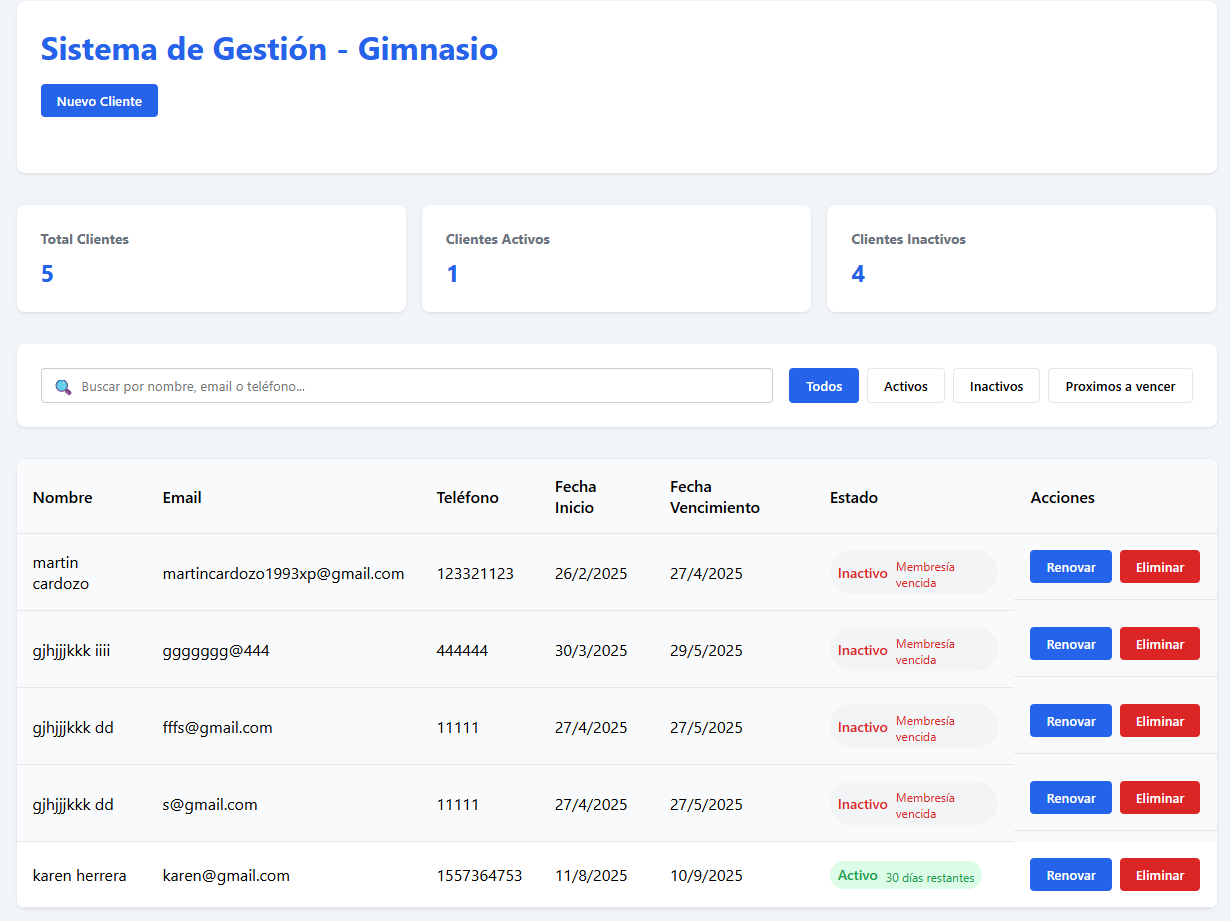 Sistema de Gestión - Gimnasio
Nuevo Cliente
Total Clientes
5
Clientes Activos
1
Clientes Inactivos
4
Buscar por nombre, email o teléfono...
Todos
Activos
Inactivos
Proximos a vencer
Nombre Email Teléfono Fecha Inicio Fecha Vencimiento Estado Acciones
martin cardozo martincardozo1993xp@gmail.com 123321123 26/2/2025 27/4/2025 Inactivo Membresía vencida Renovar Eliminar
gjhjjjkkk iiii ggggggg@444 444444 30/3/2025 29/5/2025 Inactivo Membresía vencida Renovar Eliminar
gjhjjjkkk dd fffs@gmail.com 11111 27/4/2025 27/5/2025 Inactivo Membresía vencida Renovar Eliminar
gjhjjjkkk dd s@gmail.com 11111 27/4/2025 27/5/2025 Inactivo Membresía vencida Renovar Eliminar
karen herrera karen@gmail.com 1557364753 11/8/2025 10/9/2025 Activo 30 días restantes Renovar Eliminar